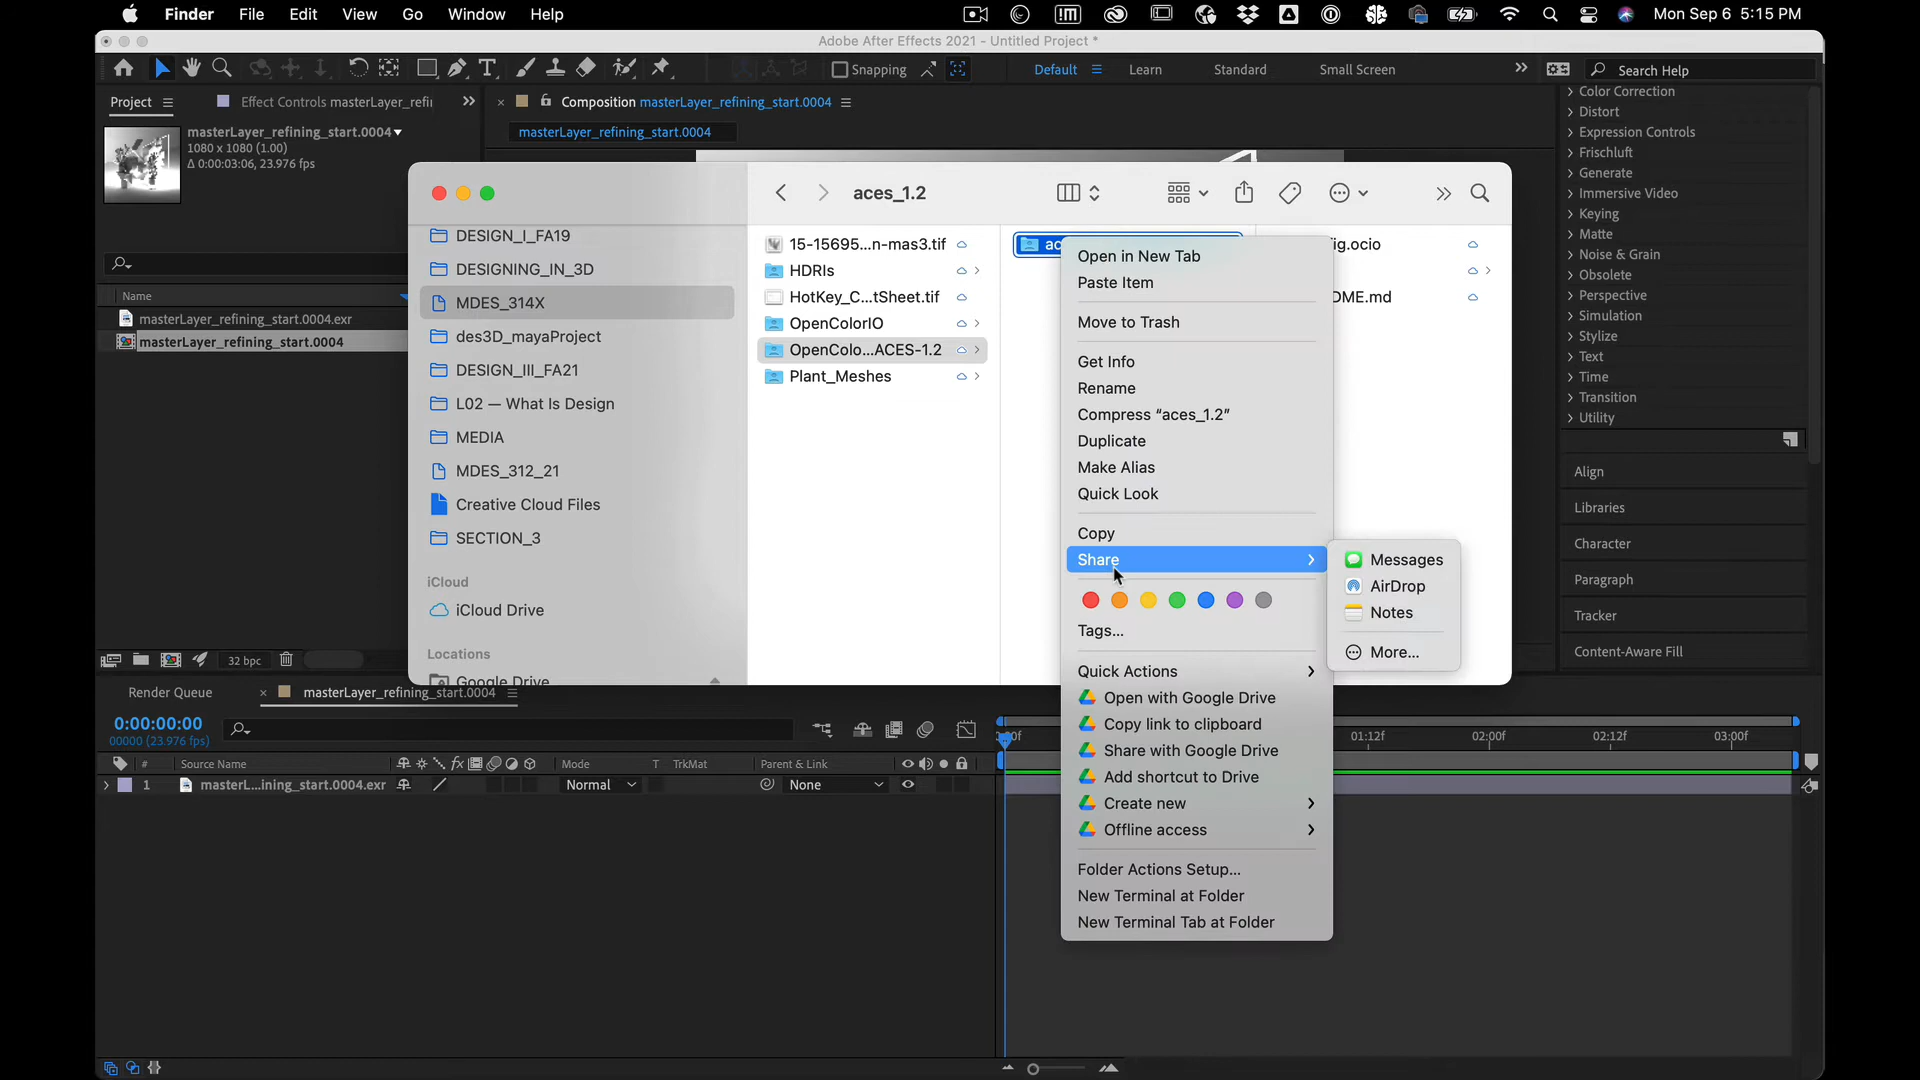 Finder File Edit View Go Window Help
Mon Sep 6 5:15 PM
Adobe After Effects 2021 - Untitled Project *
Snapping
Default
Learn
Standard
Small Screen
Search Help
Project
Effect Controls masterLayer_refi
Composition masterLayer_refining_start.0004
masterLayer_refining_start.0004
masterLayer_refining_start.0004
1080 x 1080 (1.00)
Δ 0:00:03:06, 23.976 fps
Name
masterLayer_refining_start.0004.exr
masterLayer_refining_start.0004
32 bpc
aces_1.2
DESIGN_I_FA19
DESIGNING_IN_3D
MDES_314X
des3D_mayaProject
DESIGN_III_FA21
L02 — What Is Design
MEDIA
MDES_312_21
Creative Cloud Files
SECTION_3
iCloud
iCloud Drive
Locations
Google Drive
15-15695...n-mas3.tif
HDRIs
HotKey_C...tSheet.tif
OpenColorIO
OpenColo...ACES-1.2
Plant_Meshes
ac
ig.ocio
DME.md
Open in New Tab
Paste Item
Move to Trash
Get Info
Rename
Compress “aces_1.2”
Duplicate
Make Alias
Quick Look
Copy
Share
Tags...
Quick Actions
Open with Google Drive
Copy link to clipboard
Share with Google Drive
Add shortcut to Drive
Create new
Offline access
Folder Actions Setup...
New Terminal at Folder
New Terminal Tab at Folder
Messages
AirDrop
Notes
More...
Color Correction
Distort
Expression Controls
Frischluft
Generate
Immersive Video
Keying
Matte
Noise & Grain
Obsolete
Perspective
Simulation
Stylize
Text
Time
Transition
Utility
Align
Libraries
Character
Paragraph
Tracker
Content-Aware Fill
Render Queue
masterLayer_refining_start.0004
0:00:00:00
00000 (23.976 fps)
# Source Name
fx
Mode
T TrkMat
Parent & Link
1 masterL...ining_start.0004.exr
Normal
None
00f
01:12f
02:00f
02:12f
03:00f